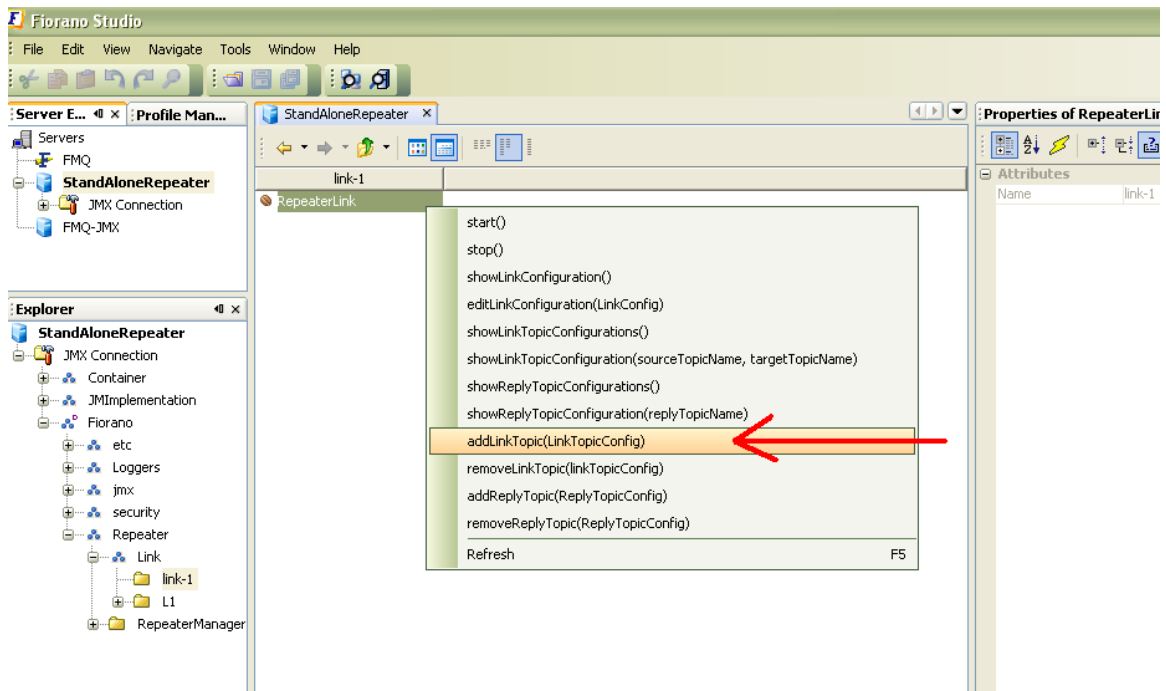 Fiorano Studio
File Edit View Navigate Tools Window Help
Server E... Profile Man...
Servers
FMQ
StandAloneRepeater
JMX Connection
FMQ-JMX
Explorer
StandAloneRepeater
JMX Connection
Container
JMImplementation
Fiorano
etc
Loggers
jmx
security
Repeater
Link
link-1
L1
RepeaterManager
StandAloneRepeater
link-1
RepeaterLink
start()
stop()
showLinkConfiguration()
editLinkConfiguration(LinkConfig)
showLinkTopicConfigurations()
showLinkTopicConfiguration(sourceTopicName, targetTopicName)
showReplyTopicConfigurations()
showReplyTopicConfiguration(replyTopicName)
addLinkTopic(LinkTopicConfig)
removeLinkTopic(linkTopicConfig)
addReplyTopic(ReplyTopicConfig)
removeReplyTopic(ReplyTopicConfig)
Refresh F5
Properties of RepeaterLin
Attributes
Name link-1